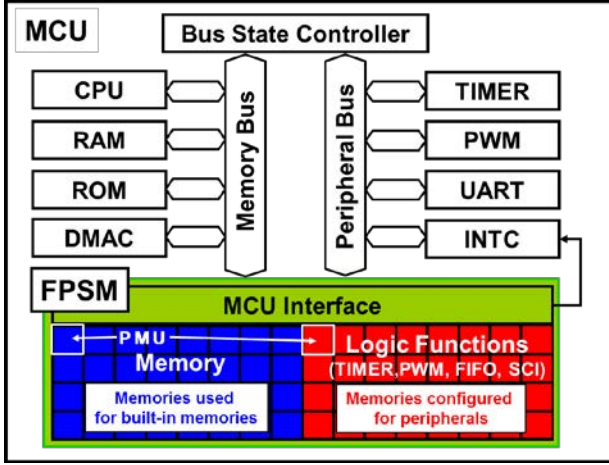 MCU
Bus State Controller
CPU
RAM
ROM
DMAC
Memory Bus
Peripheral Bus
TIMER
PWM
UART
INTC
FPSM
MCU Interface
PMU
Memory
Logic Functions
(TIMER,PWM, FIFO, SCI)
Memories used
for built-in memories
Memories configured
for peripherals